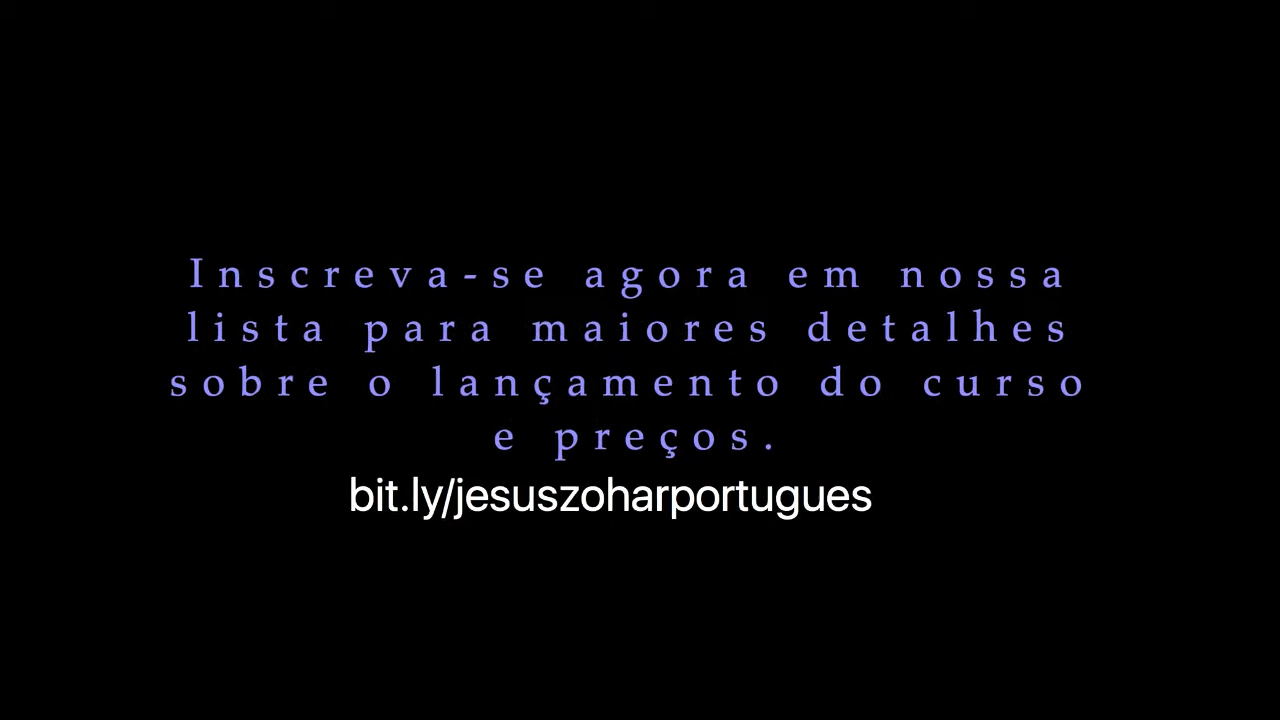 Inscreva-se agora em nossa
lista para maiores detalhes
sobre o lançamento do curso
e preços.
bit.ly/jesuszoharportugues